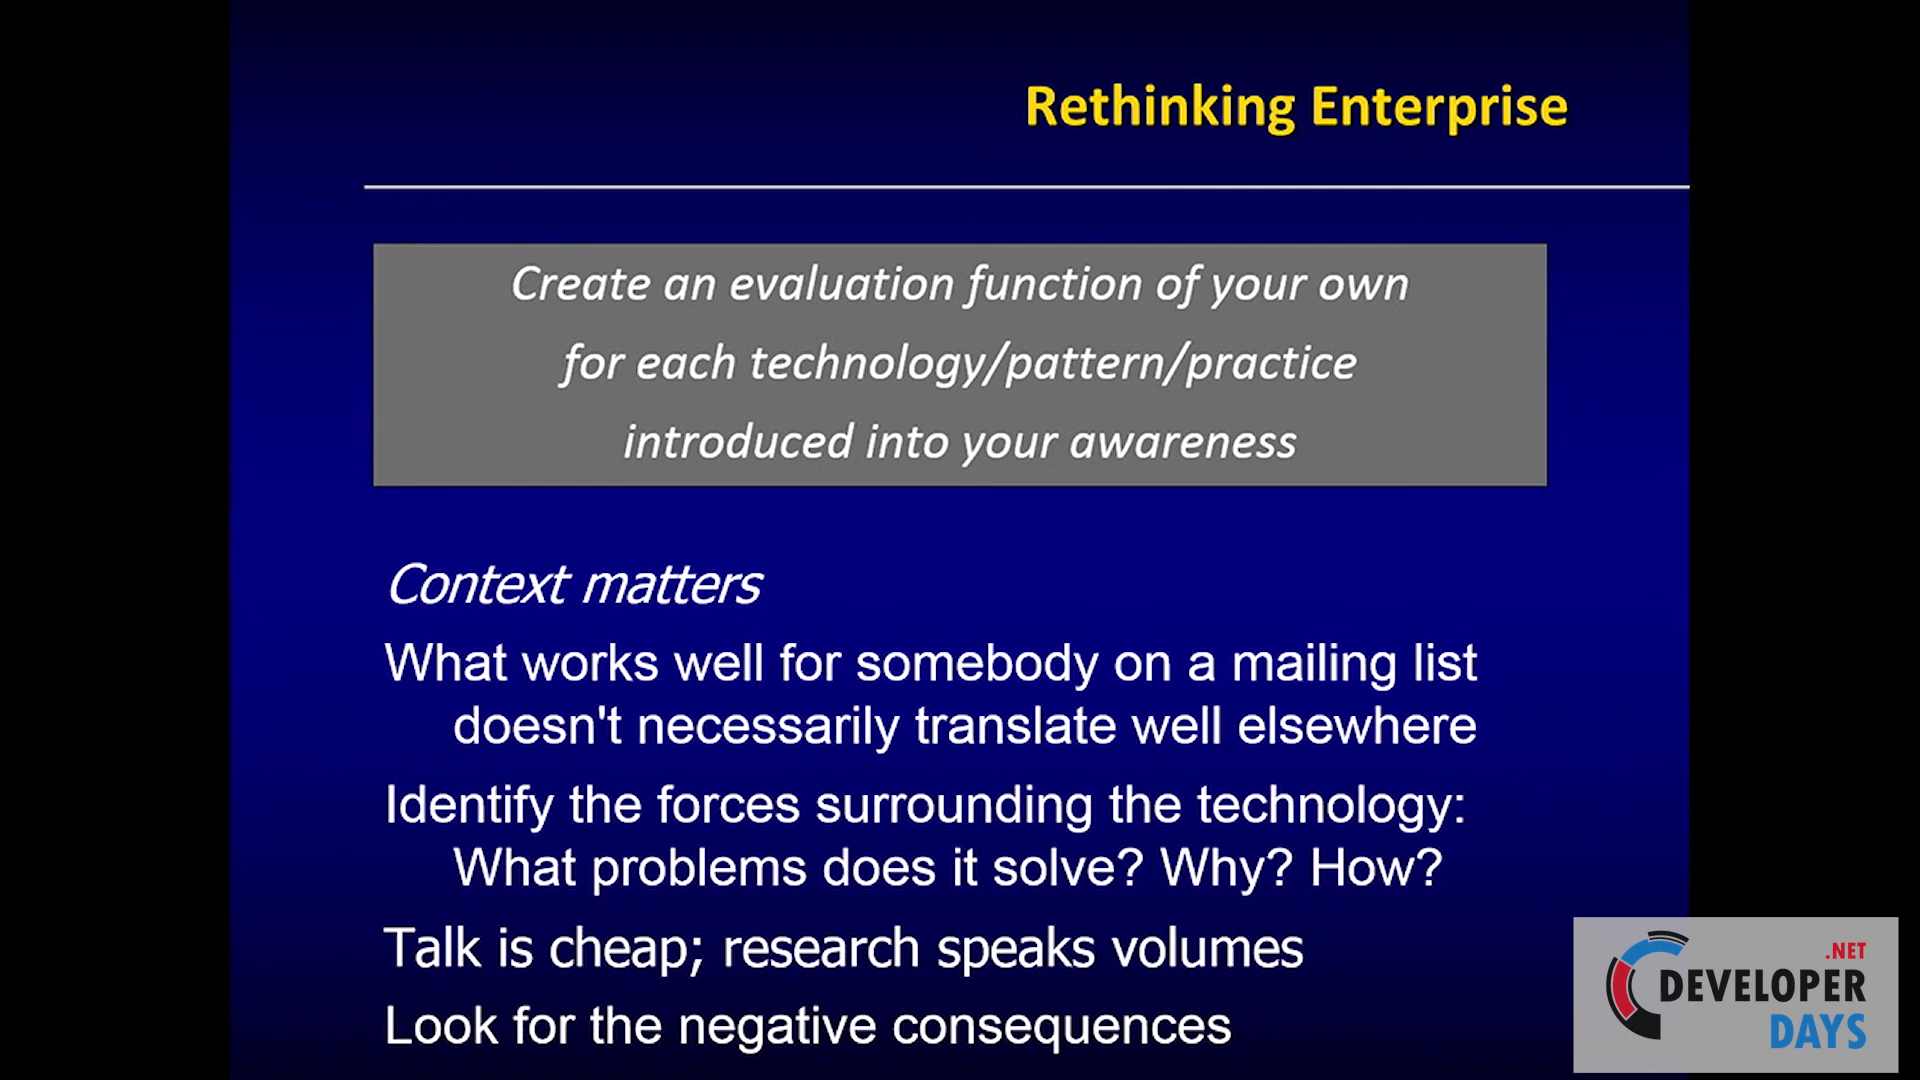 Rethinking Enterprise
Create an evaluation function of your own
for each technology/pattern/practice
introduced into your awareness
Context matters
What works well for somebody on a mailing list
doesn't necessarily translate well elsewhere
Identify the forces surrounding the technology:
What problems does it solve? Why? How?
Talk is cheap; research speaks volumes
Look for the negative consequences
.NET
DEVELOPER
DAYS